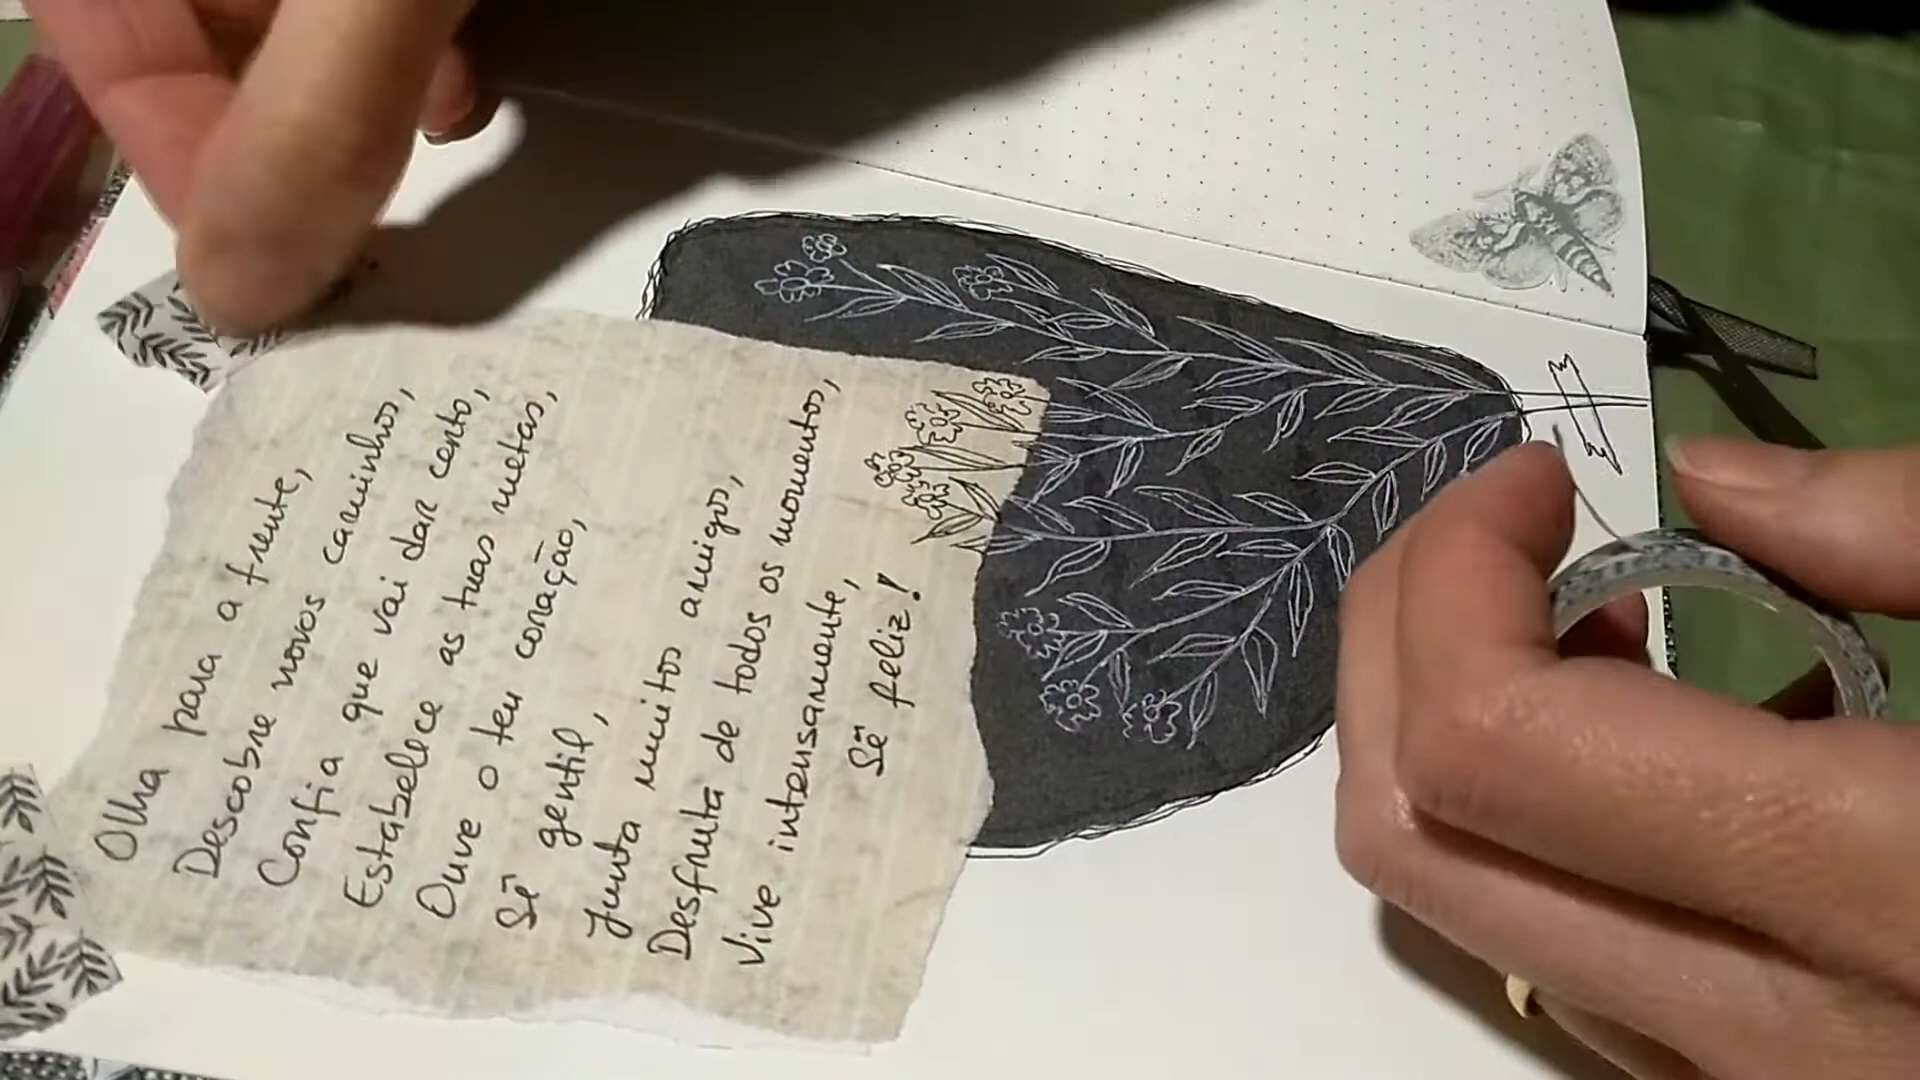 Olha para a frente,
Descobre novos caminhos,
Confia que vai dar certo,
Estabelece as tuas metas,
Ouve o teu coração,
Sê gentil,
Junta muitos amigos,
Desfruta de todos os momentos,
Vive intensamente,
Sê feliz!